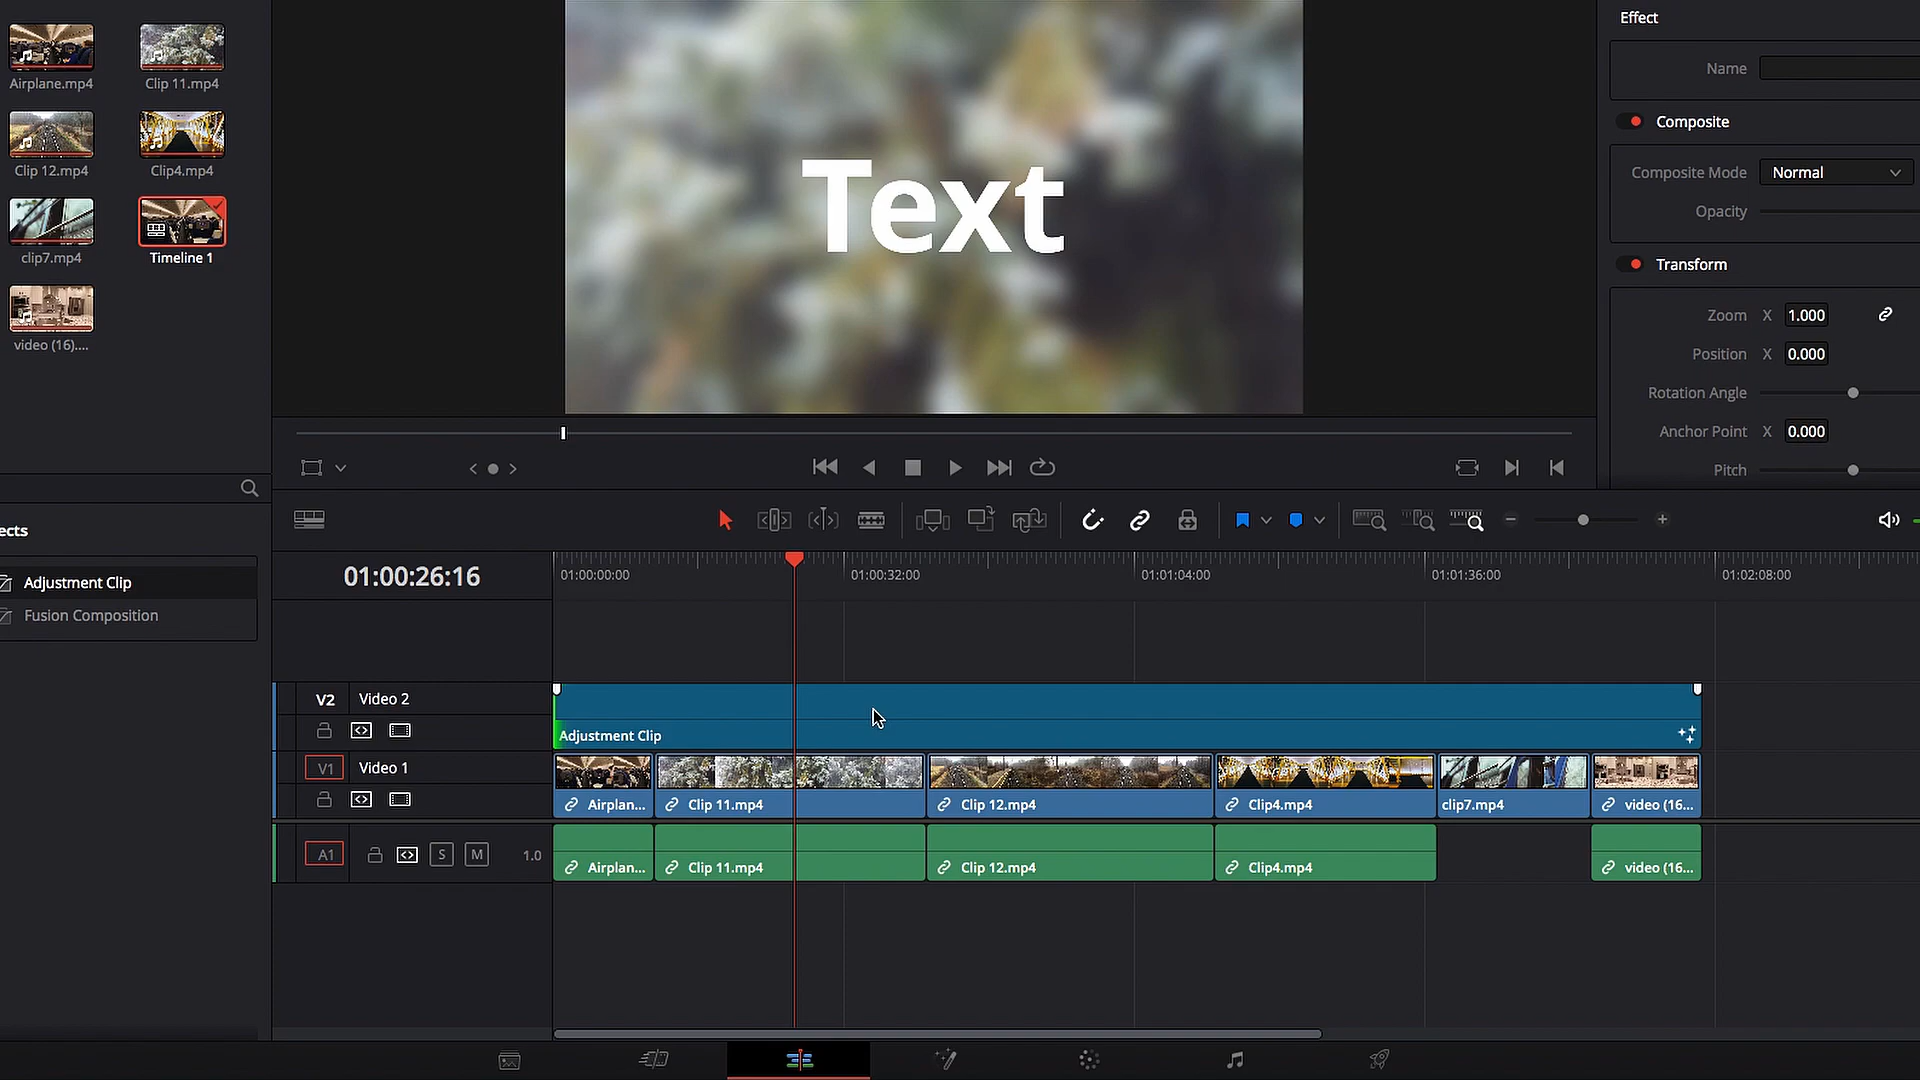 Airplane.mp4
Clip 11.mp4
Clip 12.mp4
Clip4.mp4
clip7.mp4
Timeline 1
video (16)....
ects
Adjustment Clip
Fusion Composition
Text
Effect
Name
Composite
Composite Mode Normal
Opacity
Transform
Zoom X 1.000
Position X 0.000
Rotation Angle
Anchor Point X 0.000
Pitch
01:00:26:16
01:00:00:00 01:00:32:00 01:01:04:00 01:01:36:00 01:02:08:00
V2 Video 2
Adjustment Clip
V1 Video 1
Airplan... Clip 11.mp4 Clip 12.mp4 Clip4.mp4 clip7.mp4 video (16...
A1 S M 1.0
Airplan... Clip 11.mp4 Clip 12.mp4 Clip4.mp4 video (16...